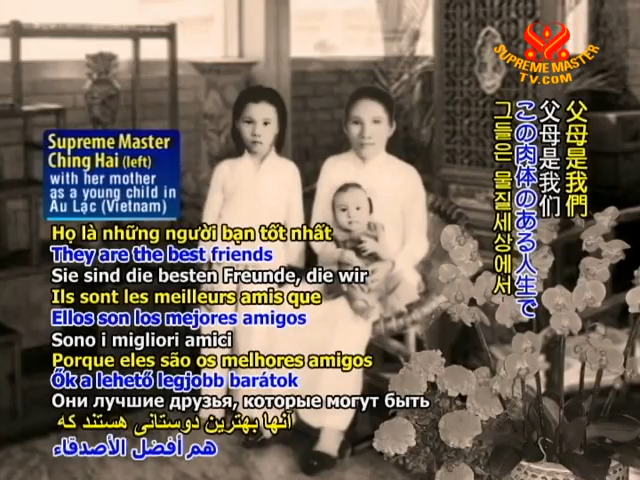 SUPREME MASTER
TV.COM
Supreme Master
Ching Hai (left)
with her mother
as a young child in
Âu Lạc (Vietnam)
Họ là những người bạn tốt nhất
They are the best friends
Sie sind die besten Freunde, die wir
Ils sont les meilleurs amis que
Ellos son los mejores amigos
Sono i migliori amici
Porque eles são os melhores amigos
Ők a lehető legjobb barátok
Они лучшие друзья, которые могут быть
آنها بهترین دوستانی هستند که
هم أفضل الأصدقاء
父母是我們
父母是我们
この肉体のある人生で
그들은 물질세상에서